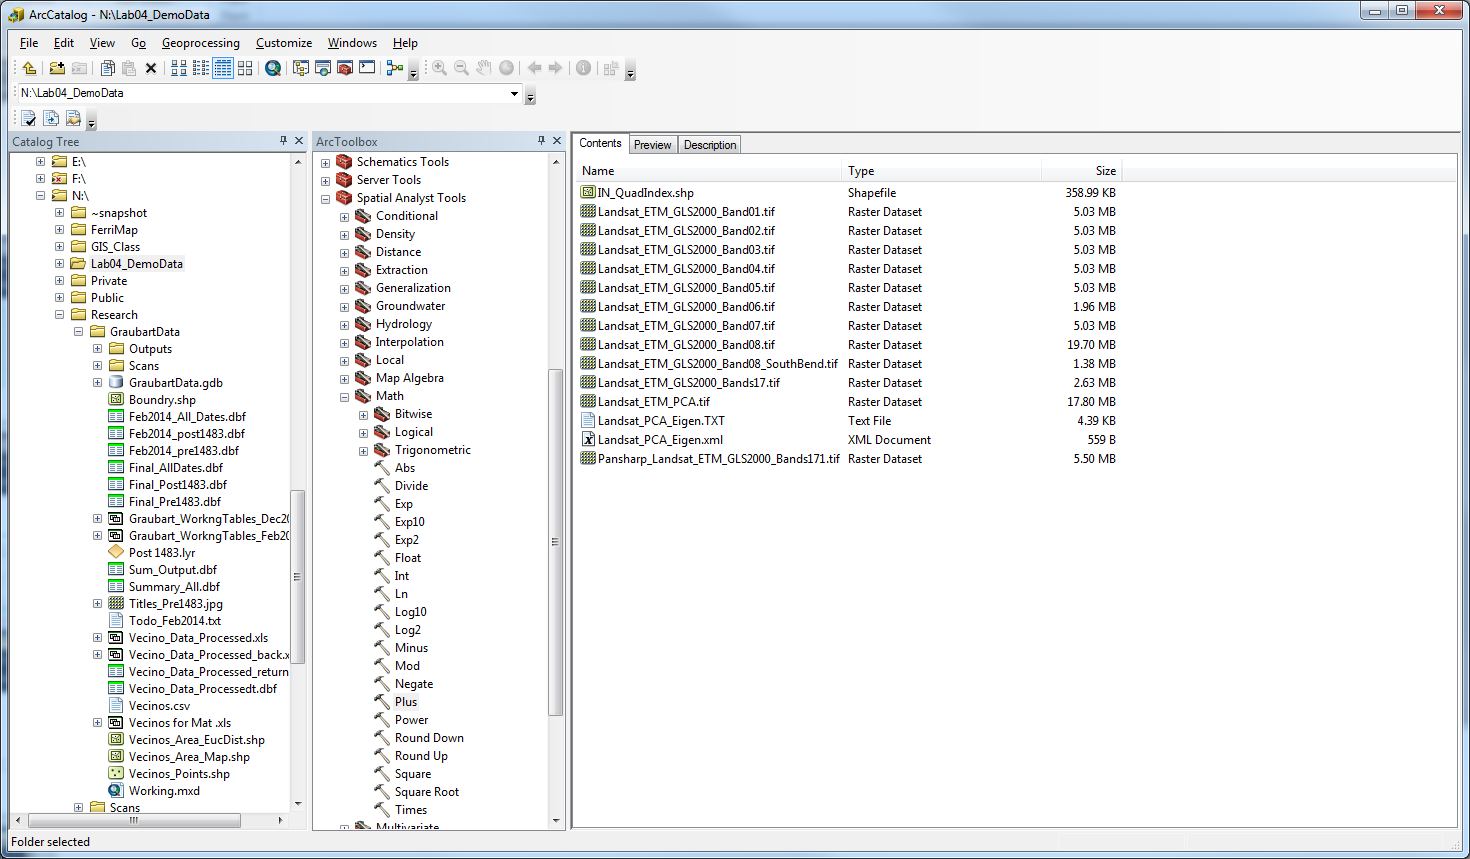 ArcCatalog - N:\Lab04_DemoData
File Edit View Go Geoprocessing Customize Windows Help
N:\Lab04_DemoData
Catalog Tree
E:\
F:\
N:\
~snapshot
FerriMap
GIS_Class
Lab04_DemoData
Private
Public
Research
GraubartData
Outputs
Scans
GraubartData.gdb
Boundry.shp
Feb2014_All_Dates.dbf
Feb2014_post1483.dbf
Feb2014_pre1483.dbf
Final_AllDates.dbf
Final_Post1483.dbf
Final_Pre1483.dbf
Graubart_WorkngTables_Dec20
Graubart_WorkngTables_Feb20
Post 1483.lyr
Sum_Output.dbf
Summary_All.dbf
Titles_Pre1483.jpg
Todo_Feb2014.txt
Vecino_Data_Processed.xls
Vecino_Data_Processed_back.x
Vecino_Data_Processed_return
Vecino_Data_Processedt.dbf
Vecinos.csv
Vecinos for Mat .xls
Vecinos_Area_EucDist.shp
Vecinos_Area_Map.shp
Vecinos_Points.shp
Working.mxd
Scans
ArcToolbox
Schematics Tools
Server Tools
Spatial Analyst Tools
Conditional
Density
Distance
Extraction
Generalization
Groundwater
Hydrology
Interpolation
Local
Map Algebra
Math
Bitwise
Logical
Trigonometric
Abs
Divide
Exp
Exp10
Exp2
Float
Int
Ln
Log10
Log2
Minus
Mod
Negate
Plus
Power
Round Down
Round Up
Square
Square Root
Times
Multivariate
Contents Preview Description
Name Type Size
IN_QuadIndex.shp Shapefile 358.99 KB
Landsat_ETM_GLS2000_Band01.tif Raster Dataset 5.03 MB
Landsat_ETM_GLS2000_Band02.tif Raster Dataset 5.03 MB
Landsat_ETM_GLS2000_Band03.tif Raster Dataset 5.03 MB
Landsat_ETM_GLS2000_Band04.tif Raster Dataset 5.03 MB
Landsat_ETM_GLS2000_Band05.tif Raster Dataset 5.03 MB
Landsat_ETM_GLS2000_Band06.tif Raster Dataset 1.96 MB
Landsat_ETM_GLS2000_Band07.tif Raster Dataset 5.03 MB
Landsat_ETM_GLS2000_Band08.tif Raster Dataset 19.70 MB
Landsat_ETM_GLS2000_Band08_SouthBend.tif Raster Dataset 1.38 MB
Landsat_ETM_GLS2000_Bands17.tif Raster Dataset 2.63 MB
Landsat_ETM_PCA.tif Raster Dataset 17.80 MB
Landsat_PCA_Eigen.TXT Text File 4.39 KB
Landsat_PCA_Eigen.xml XML Document 559 B
Pansharp_Landsat_ETM_GLS2000_Bands171.tif Raster Dataset 5.50 MB
Folder selected